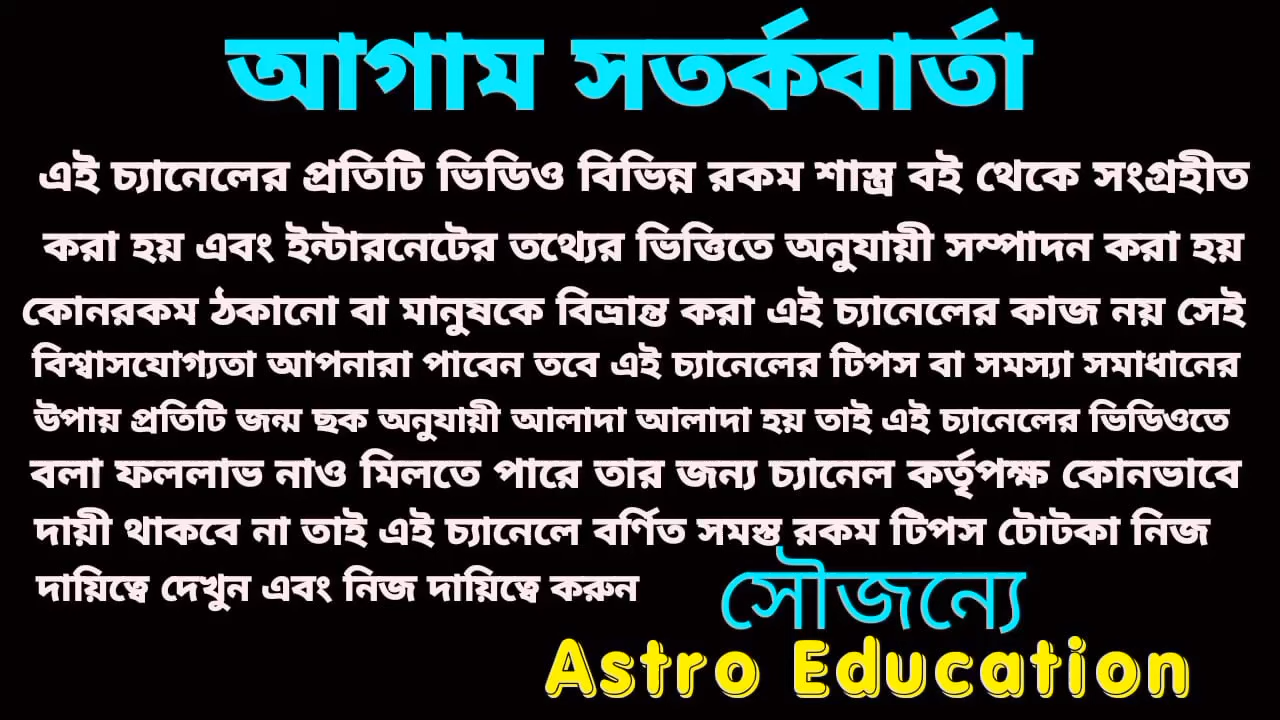 আগাম সতর্কবার্তা
এই চ্যানেলের প্রতিটি ভিডিও বিভিন্ন রকম শাস্ত্র বই থেকে সংগ্রহীত
করা হয় এবং ইন্টারনেটের তথ্যের ভিত্তিতে অনুযায়ী সম্পাদন করা হয়
কোনরকম ঠকানো বা মানুষকে বিভ্রান্ত করা এই চ্যানেলের কাজ নয় সেই
বিশ্বাসযোগ্যতা আপনারা পাবেন তবে এই চ্যানেলের টিপস বা সমস্যা সমাধানের
উপায় প্রতিটি জন্ম ছক অনুযায়ী আলাদা আলাদা হয় তাই এই চ্যানেলের ভিডিওতে
বলা ফললাভ নাও মিলতে পারে তার জন্য চ্যানেল কর্তৃপক্ষ কোনভাবে
দায়ী থাকবে না তাই এই চ্যানেলে বর্ণিত সমস্ত রকম টিপস টোটকা নিজ
দায়িত্বে দেখুন এবং নিজ দায়িত্বে করুন
সৌজন্যে
Astro Education